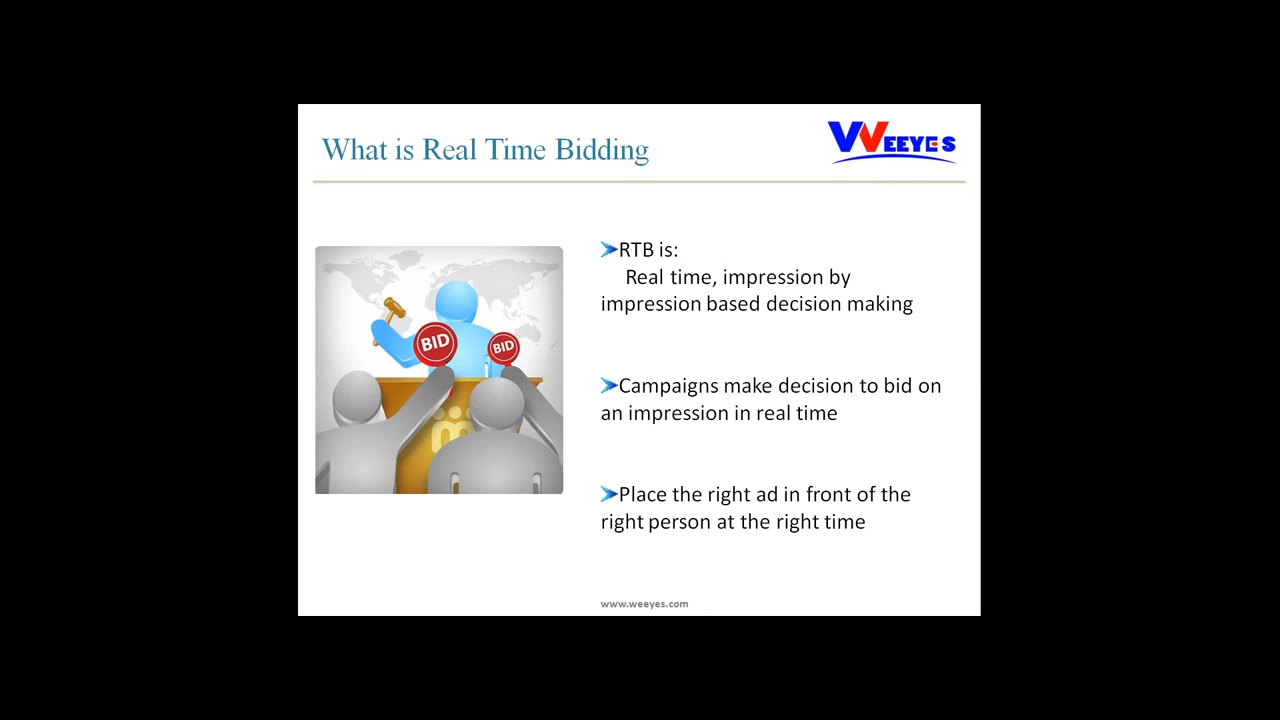 What is Real Time Bidding
WEEYES
BID
BID
RTB is:
Real time, impression by
impression based decision making
Campaigns make decision to bid on
an impression in real time
Place the right ad in front of the
right person at the right time
www.weeyes.com